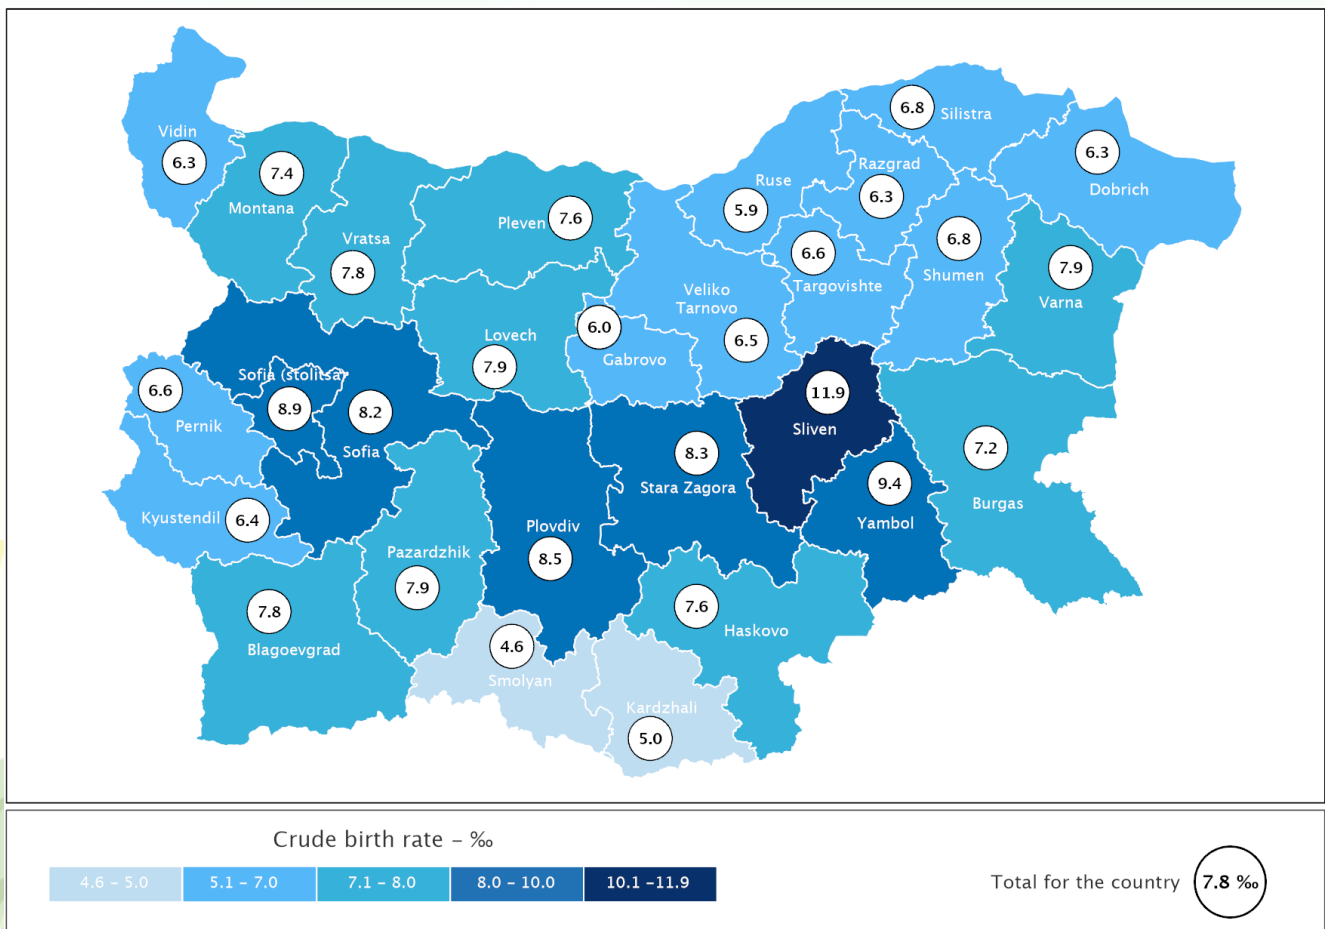 Vidin
6.3
7.4
Montana
Vratsa
7.8
Pleven
7.6
Lovech
7.9
6.0
Gabrovo
Veliko
Tarnovo
6.5
Ruse
5.9
6.8
Silistra
Razgrad
6.3
6.3
Dobrich
6.6
Targovishte
6.8
Shumen
7.9
Varna
6.6
Pernik
Sofia (stolitsa)
8.9
8.2
Sofia
Kyustendil
6.4
7.8
Blagoevgrad
Pazardzhik
7.9
Plovdiv
8.5
8.3
Stara Zagora
11.9
Sliven
9.4
Yambol
7.2
Burgas
7.6
Haskovo
4.6
Smolyan
Kardzhali
5.0
Crude birth rate – ‰
4.6 – 5.0
5.1 – 7.0
7.1 – 8.0
8.0 – 10.0
10.1 –11.9
Total for the country
7.8 ‰